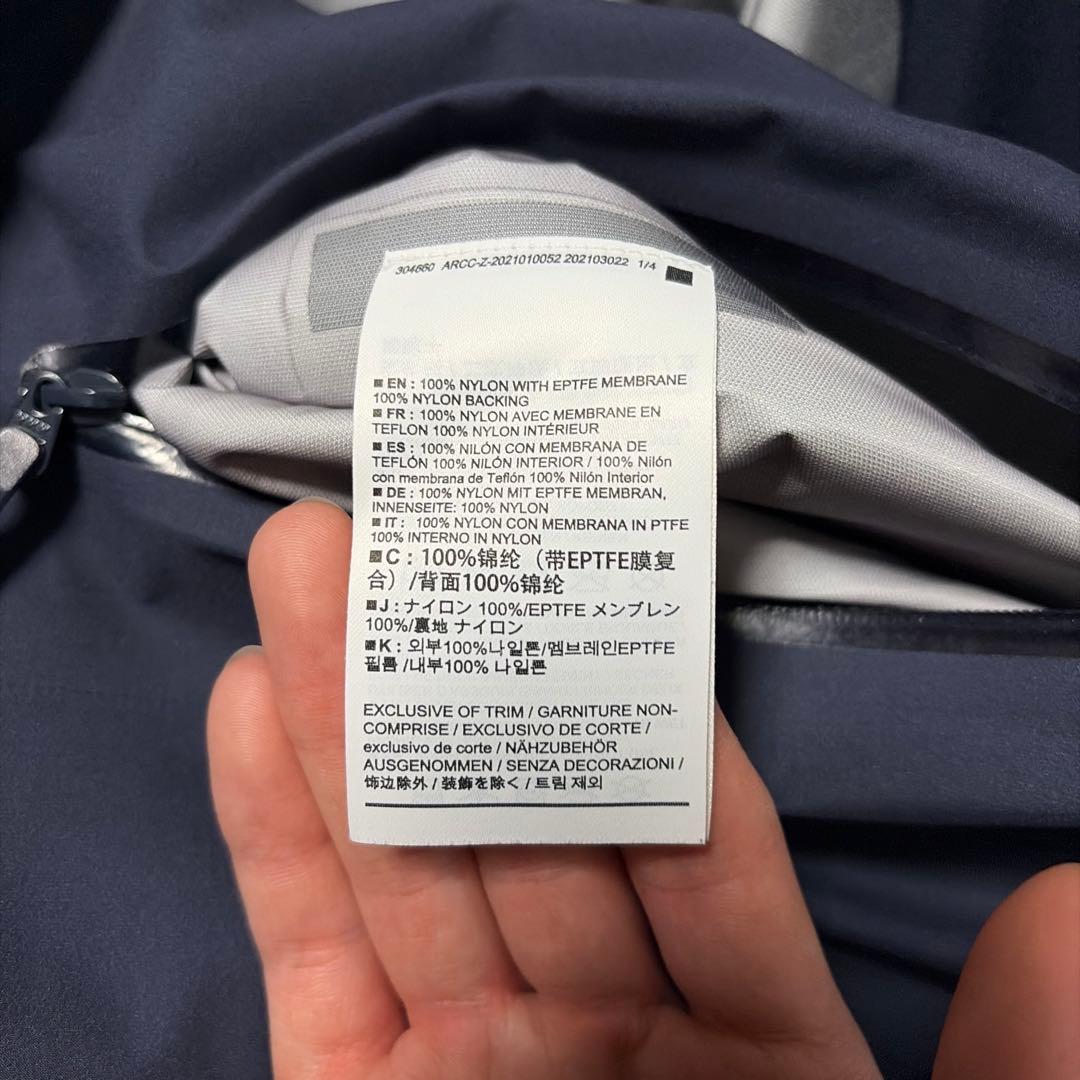 304660 ARCC-Z-2021010052 202103022 1/4
EN : 100% NYLON WITH EPTFE MEMBRANE
100% NYLON BACKING
FR : 100% NYLON AVEC MEMBRANE EN
TEFLON 100% NYLON INTÉRIEUR
ES : 100% NILÓN CON MEMBRANA DE
TEFLÓN 100% NILÓN INTERIOR / 100% Nilón
con membrana de Teflón 100% Nilón Interior
DE : 100% NYLON MIT EPTFE MEMBRAN,
INNENSEITE: 100% NYLON
IT : 100% NYLON CON MEMBRANA IN PTFE
100% INTERNO IN NYLON
C : 100%锦纶（带EPTFE膜复
合）/背面100%锦纶
J : ナイロン 100%/EPTFE メンブレン
100%/裏地 ナイロン
K : 외부100%나일론/멤브레인EPTFE
필름 /내부100% 나일론
EXCLUSIVE OF TRIM / GARNITURE NON-
COMPRISE / EXCLUSIVO DE CORTE /
exclusivo de corte / NÄHZUBEHÖR
AUSGENOMMEN / SENZA DECORAZIONI /
饰边除外 / 装飾を除く / 트림 제외